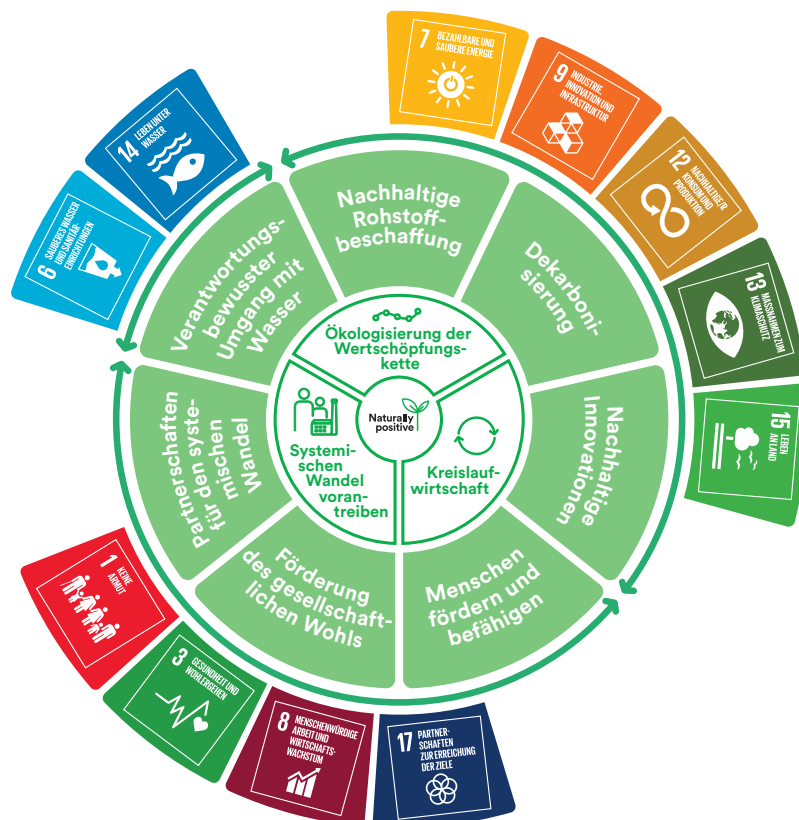 7
BEZAHLBARE UND
SAUBERE ENERGIE
9
INDUSTRIE,
INNOVATION UND
INFRASTRUKTUR
12
NACHHALTIGE/R
KONSUM UND
PRODUKTION
13
MASSNAHMEN ZUM
KLIMASCHUTZ
15
LEBEN
AN LAND
17
PARTNER-
SCHAFTEN
ZUR ERREICHUNG
DER ZIELE
8
MENSCHENWÜRDIGE
ARBEIT UND
WIRTSCHAFTS-
WACHSTUM
3
GESUNDHEIT UND
WOHLERGEHEN
1
KEINE
ARMUT
6
SAUBERES WASSER
UND SANITÄR-
EINRICHTUNGEN
14
LEBEN UNTER
WASSER
Nachhaltige
Rohstoff-
beschaffung
Dekarboni-
sierung
Nachhaltige
Innovationen
Menschen
fördern und
befähigen
Förderung
des gesellschaft-
lichen Wohls
Partnerschaften
für den syste-
mischen
Wandel
Verantwortungs-
bewusster
Umgang mit
Wasser
Ökologisierung der
Wertschöpfungs-
kette
Kreislauf-
wirtschaft
Systemi-
schen
Wandel
voran-
treiben
Naturally
positive